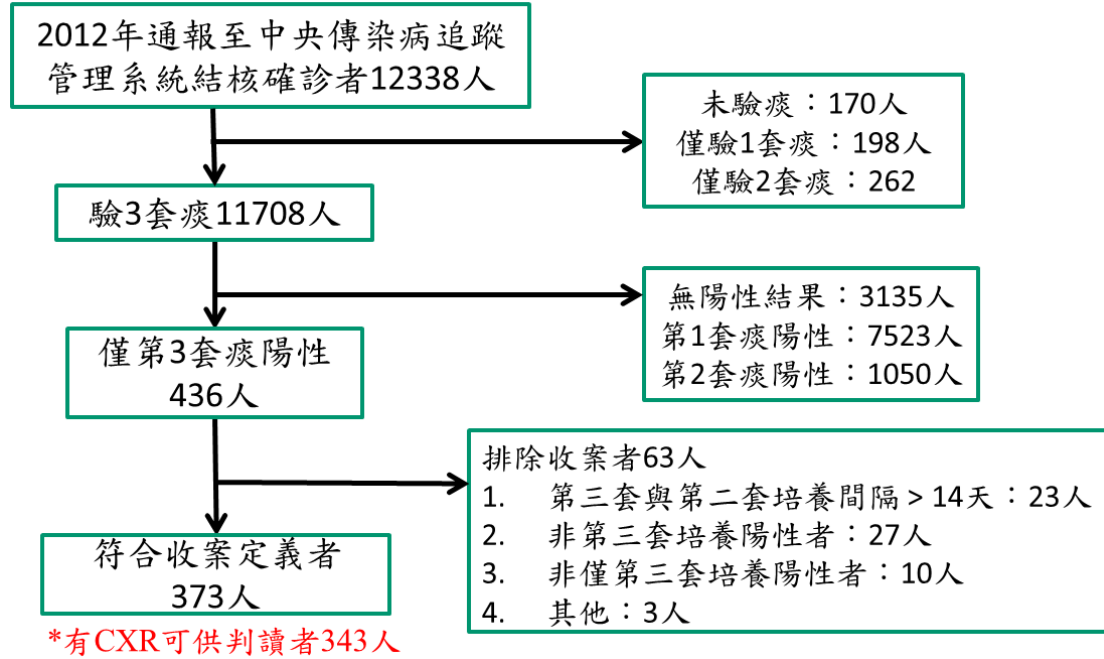 2012年通報至中央傳染病追蹤
管理系統結核確診者12338人
未驗痰：170人
僅驗1套痰：198人
僅驗2套痰：262
驗3套痰11708人
無陽性結果：3135人
第1套痰陽性：7523人
第2套痰陽性：1050人
僅第3套痰陽性
436人
排除收案者63人
1. 第三套與第二套培養間隔 > 14天：23人
2. 非第三套培養陽性者：27人
3. 非僅第三套培養陽性者：10人
4. 其他：3人
符合收案定義者
373人
*有CXR可供判讀者343人